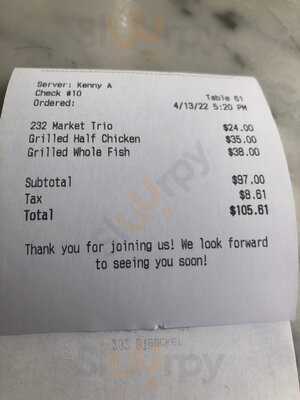 Server: Kenny A
Check #10 Table 61
Ordered: 4/13/22 5:20 PM
232 Market Trio $24.00
Grilled Half Chicken $35.00
Grilled Whole Fish $38.00
Subtotal $97.00
Tax $8.61
Total $105.61
Thank you for joining us! We look forward
to seeing you soon!
Sluurpy